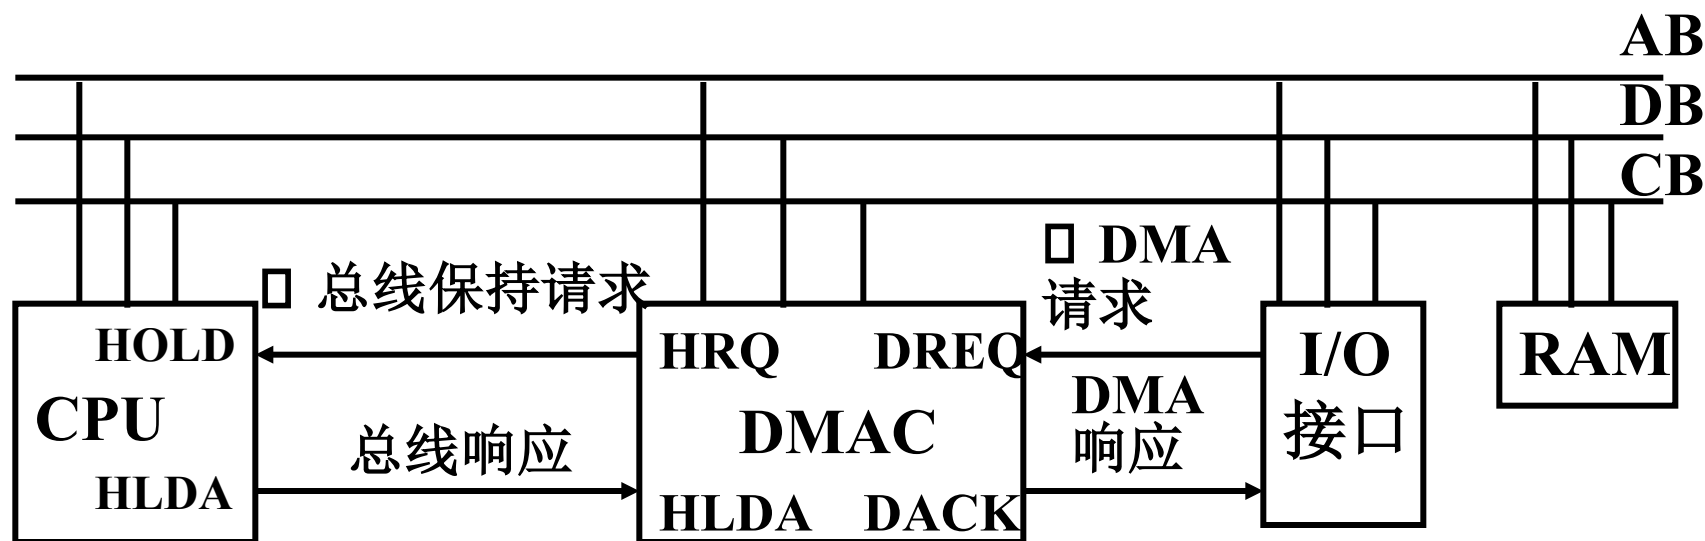 AB
DB
CB
□ 总线保持请求
□ DMA
请求
HOLD
CPU
HLDA
总线响应
HRQ
DREQ
DMAC
HLDA
DACK
DMA
响应
I/O
接口
RAM